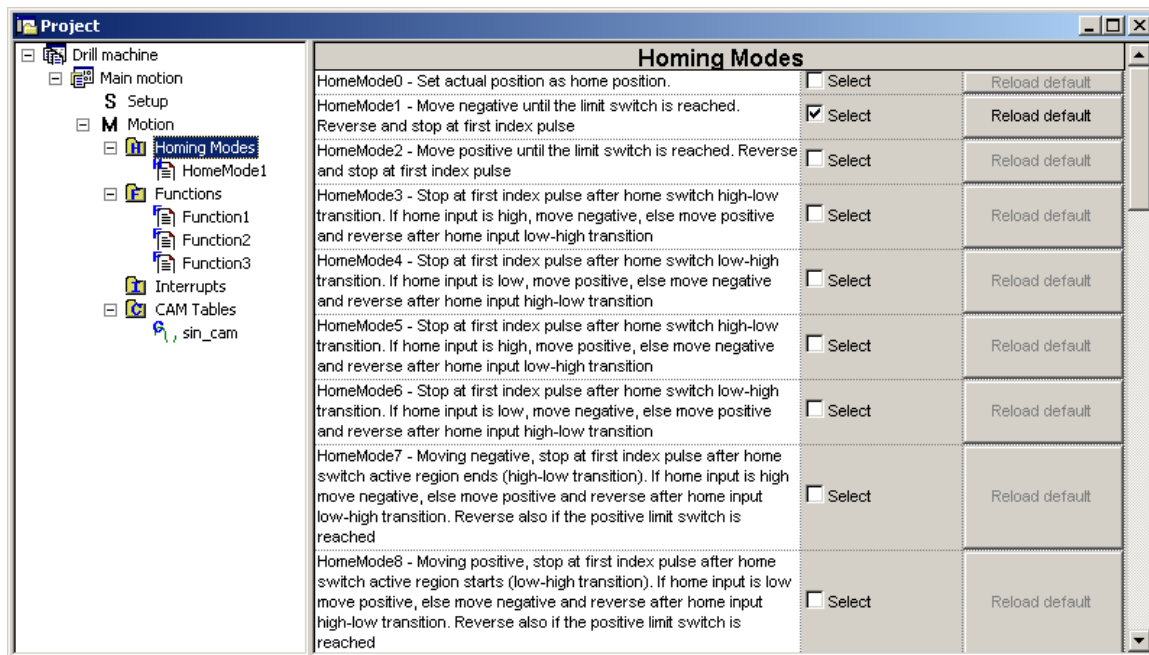 Project
Drill machine
Main motion
S Setup
M Motion
Homing Modes
HomeMode1
Functions
Function1
Function2
Function3
Interrupts
CAM Tables
sin_cam
Homing Modes
HomeMode0 - Set actual position as home position.
Select
Reload default
HomeMode1 - Move negative until the limit switch is reached.
Reverse and stop at first index pulse
Select
Reload default
HomeMode2 - Move positive until the limit switch is reached. Reverse
and stop at first index pulse
Select
Reload default
HomeMode3 - Stop at first index pulse after home switch high-low
transition. If home input is high, move negative, else move positive
and reverse after home input low-high transition
Select
Reload default
HomeMode4 - Stop at first index pulse after home switch low-high
transition. If home input is low, move positive, else move negative
and reverse after home input high-low transition
Select
Reload default
HomeMode5 - Stop at first index pulse after home switch high-low
transition. If home input is high, move positive, else move negative
and reverse after home input low-high transition
Select
Reload default
HomeMode6 - Stop at first index pulse after home switch low-high
transition. If home input is low, move negative, else move positive
and reverse after home input high-low transition
Select
Reload default
HomeMode7 - Moving negative, stop at first index pulse after home
switch active region ends (high-low transition). If home input is high
move negative, else move positive and reverse after home input
low-high transition. Reverse also if the positive limit switch is
reached
Select
Reload default
HomeMode8 - Moving positive, stop at first index pulse after home
switch active region starts (low-high transition). If home input is low
move positive, else move negative and reverse after home input
high-low transition. Reverse also if the positive limit switch is
reached
Select
Reload default